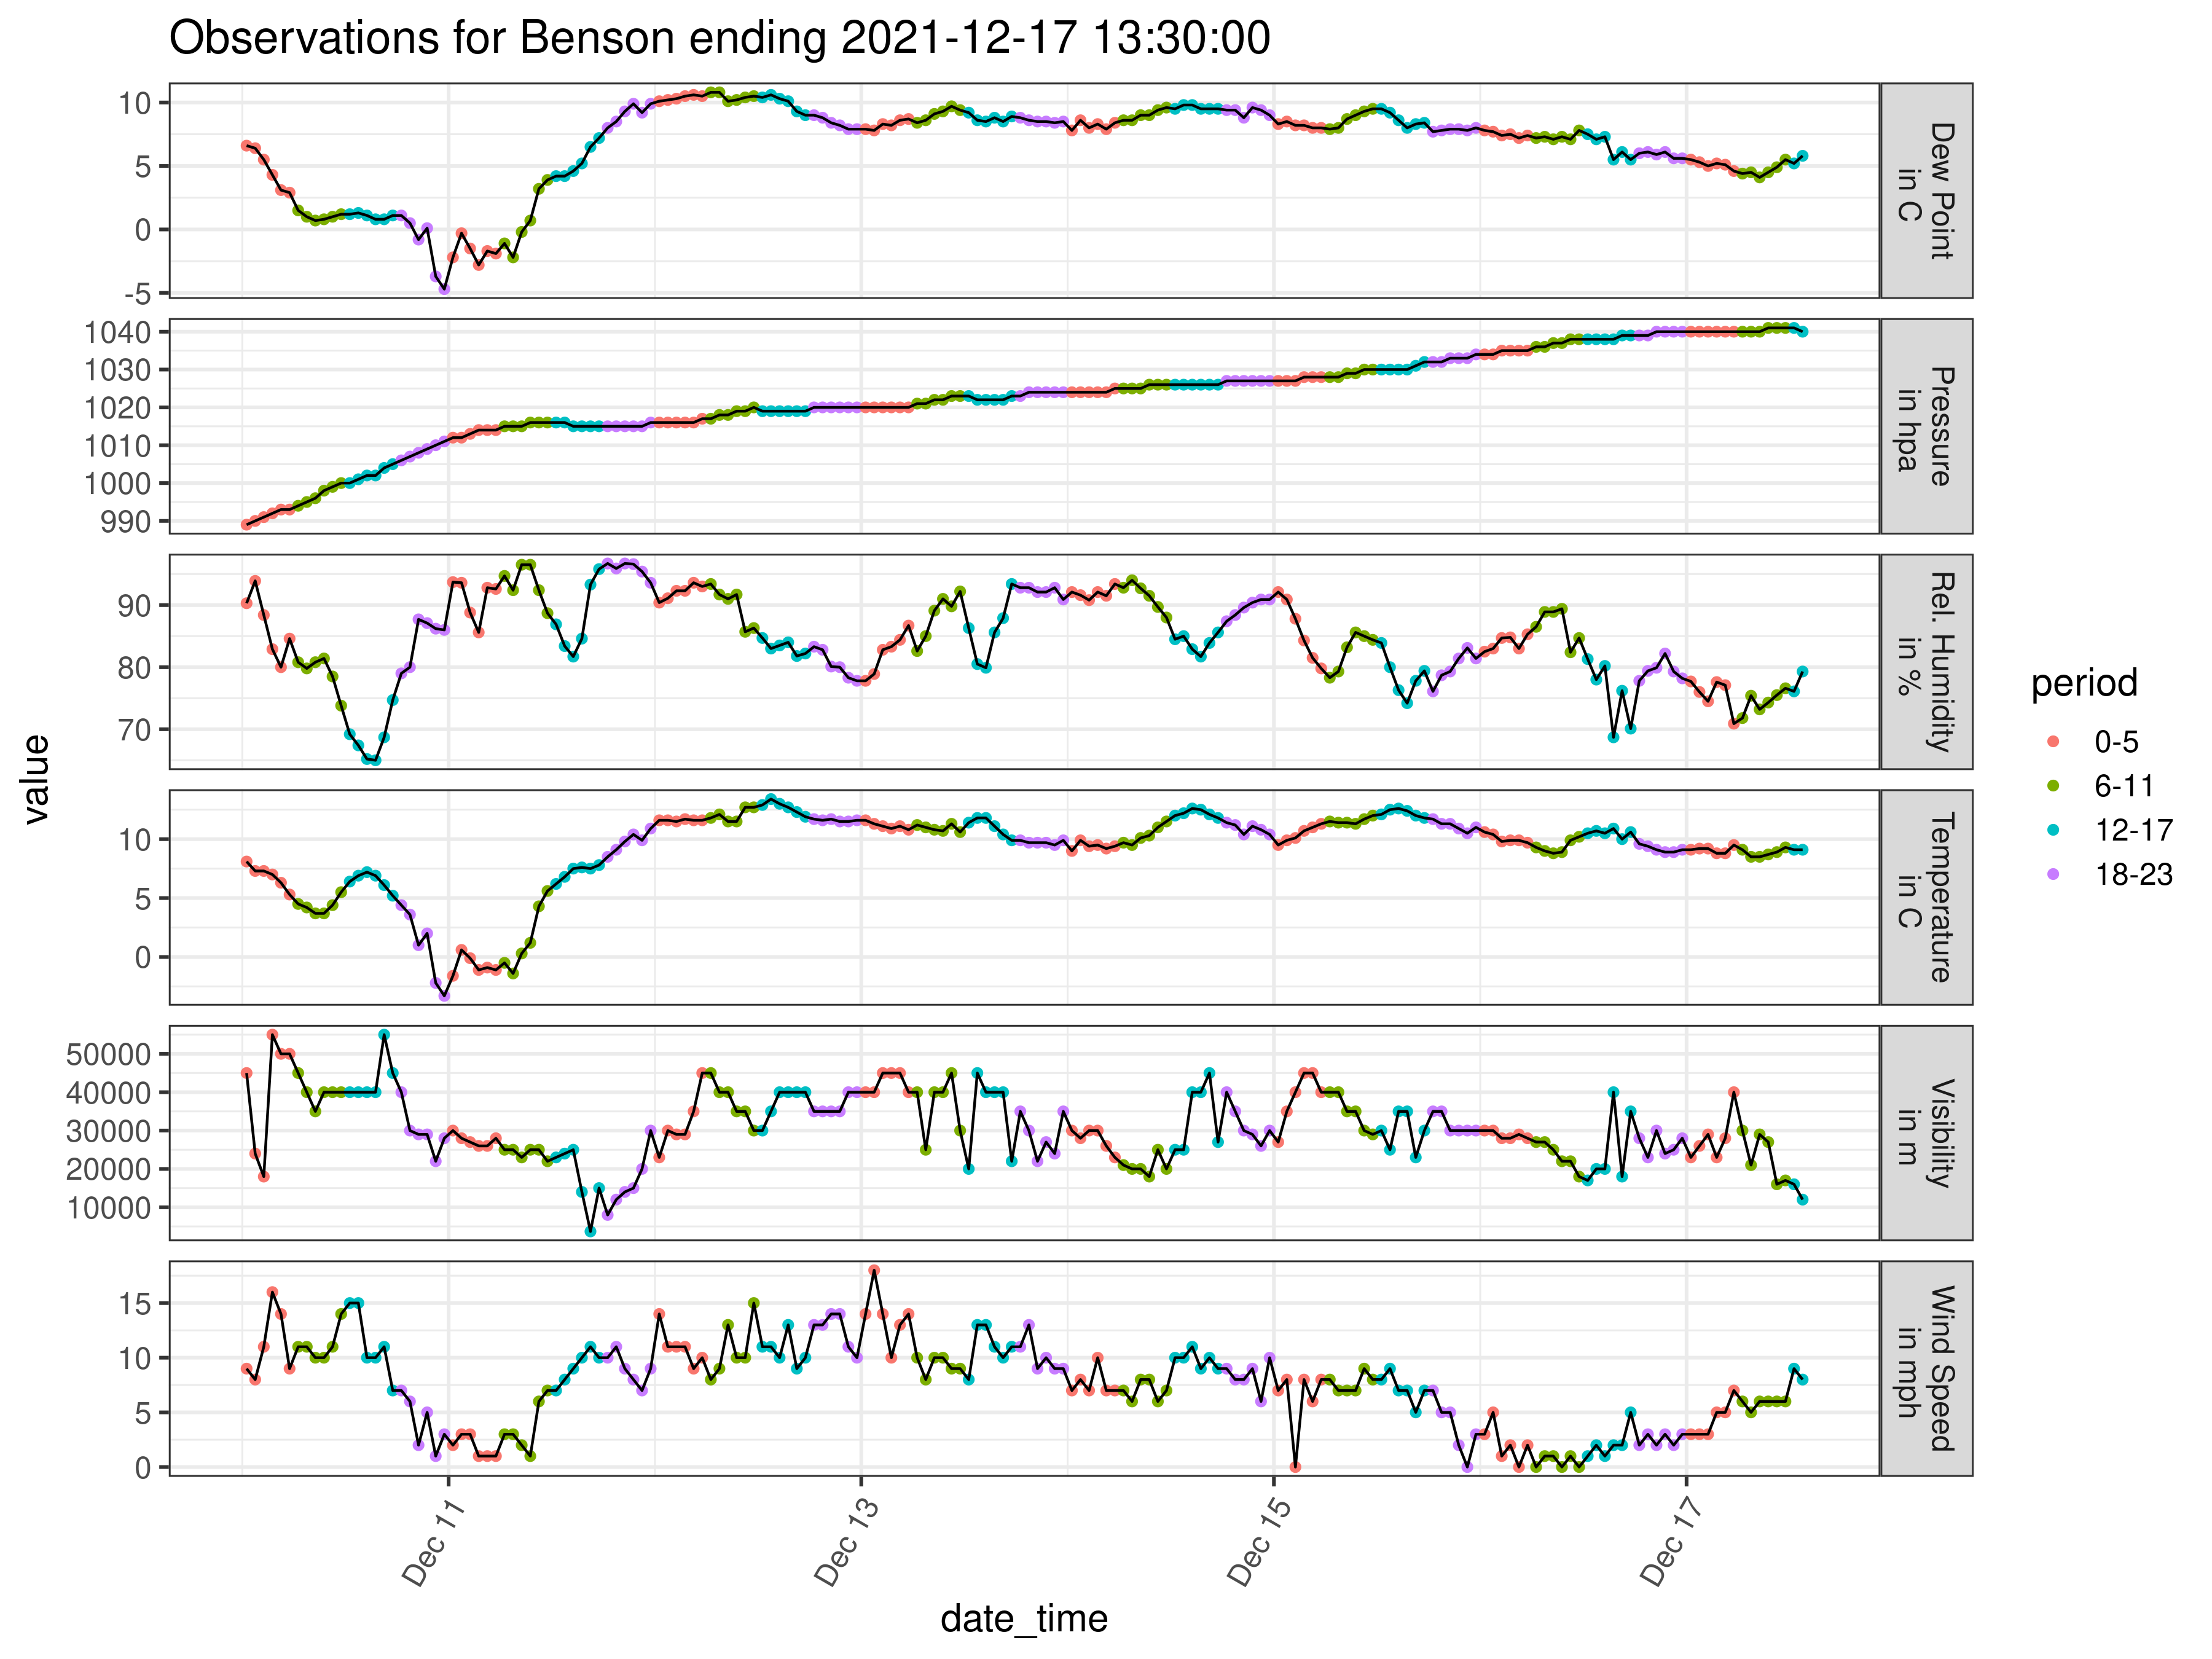 Observations for Benson ending 2021-12-17 13:30:00
10
5
0
-5
Dew Point
in C
1040
1030
1020
1010
1000
990
Pressure
in hpa
90
80
70
Rel. Humidity
in %
10
5
0
Temperature
in C
50000
40000
30000
20000
10000
Visibility
in m
15
10
5
0
Wind Speed
in mph
value
Dec 11
Dec 13
Dec 15
Dec 17
date_time
period
0-5
6-11
12-17
18-23